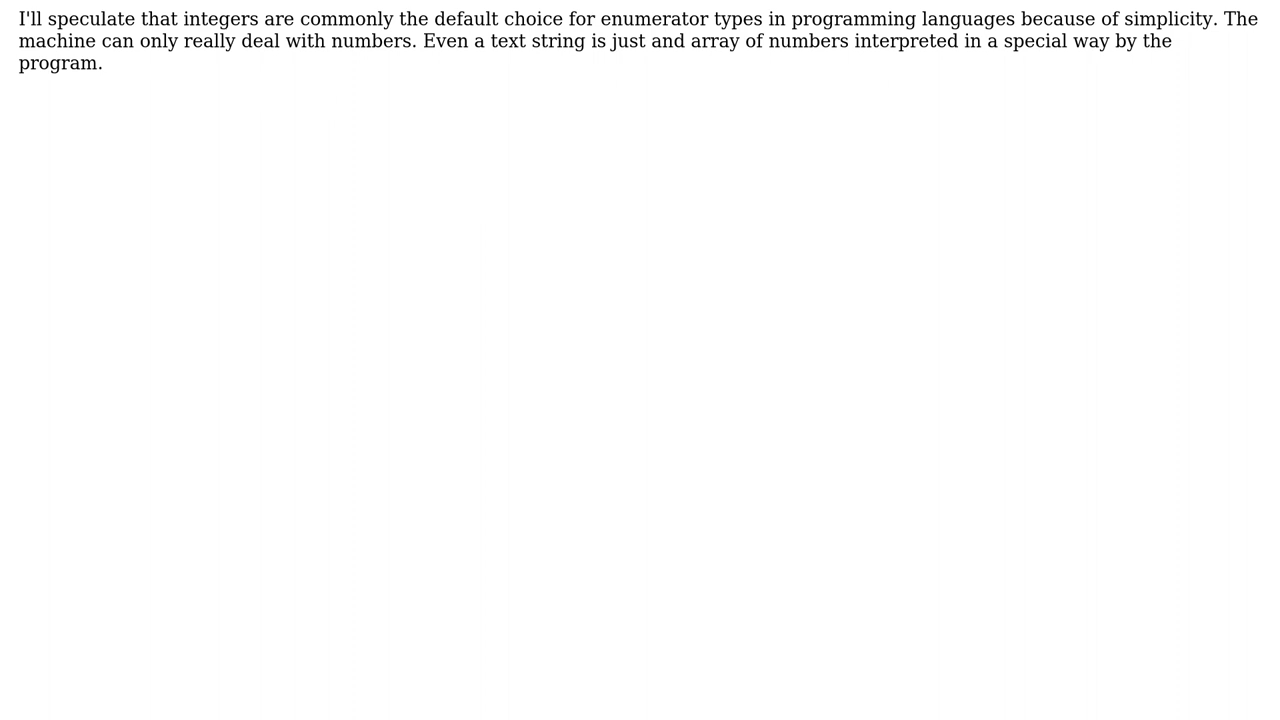 I'll speculate that integers are commonly the default choice for enumerator types in programming languages because of simplicity. The
machine can only really deal with numbers. Even a text string is just and array of numbers interpreted in a special way by the
program.